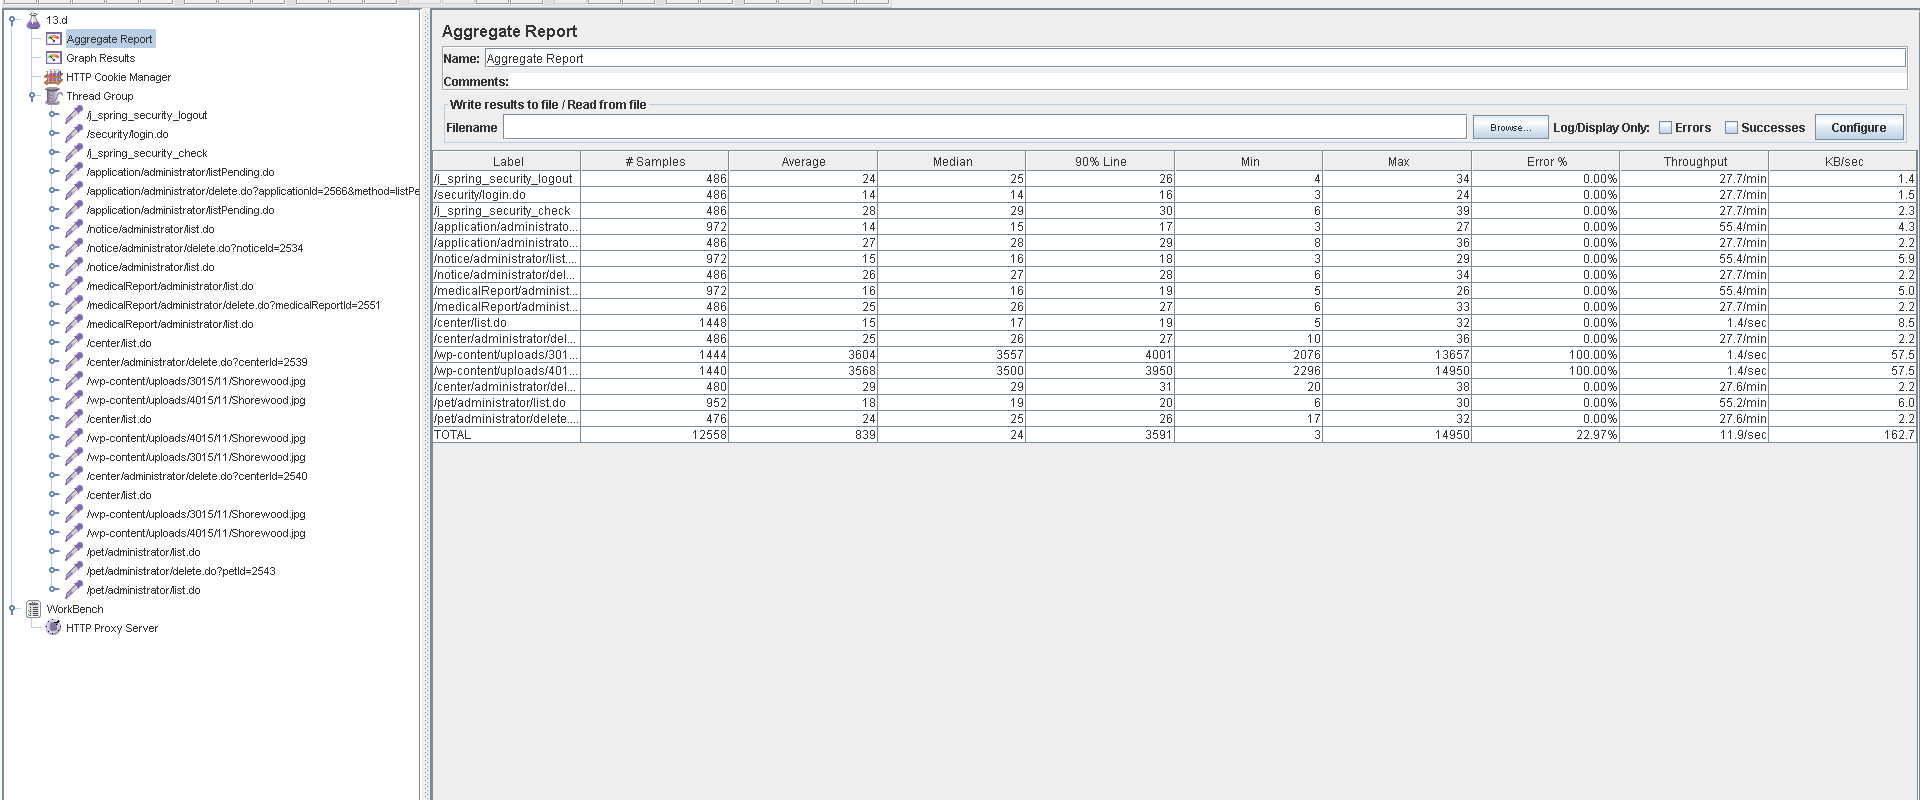 13.d
Aggregate Report
Graph Results
HTTP Cookie Manager
Thread Group
/j_spring_security_logout
/security/login.do
/j_spring_security_check
/application/administrator/listPending.do
/application/administrator/delete.do?applicationId=2566&method=listPe
/application/administrator/listPending.do
/notice/administrator/list.do
/notice/administrator/delete.do?noticeId=2534
/notice/administrator/list.do
/medicalReport/administrator/list.do
/medicalReport/administrator/delete.do?medicalReportId=2551
/medicalReport/administrator/list.do
/center/list.do
/center/administrator/delete.do?centerId=2539
/wp-content/uploads/3015/11/Shorewood.jpg
/wp-content/uploads/4015/11/Shorewood.jpg
/center/list.do
/wp-content/uploads/4015/11/Shorewood.jpg
/wp-content/uploads/3015/11/Shorewood.jpg
/center/administrator/delete.do?centerId=2540
/center/list.do
/wp-content/uploads/3015/11/Shorewood.jpg
/wp-content/uploads/4015/11/Shorewood.jpg
/pet/administrator/list.do
/pet/administrator/delete.do?petId=2543
/pet/administrator/list.do
WorkBench
HTTP Proxy Server
Aggregate Report
Name: Aggregate Report
Comments:
Write results to file / Read from file
Filename Browse... Log/Display Only: Errors Successes Configure
Label # Samples Average Median 90% Line Min Max Error % Throughput KB/sec
/j_spring_security_logout 486 24 25 26 4 34 0.00% 27.7/min 1.4
/security/login.do 486 14 14 16 3 24 0.00% 27.7/min 1.5
/j_spring_security_check 486 28 29 30 6 39 0.00% 27.7/min 2.3
/application/administrato... 972 14 15 17 3 27 0.00% 55.4/min 4.3
/application/administrato... 486 27 28 29 8 36 0.00% 27.7/min 2.2
/notice/administrator/list.... 972 15 16 18 3 29 0.00% 55.4/min 5.9
/notice/administrator/del... 486 26 27 28 6 34 0.00% 27.7/min 2.2
/medicalReport/administ... 972 16 16 19 5 26 0.00% 55.4/min 5.0
/medicalReport/administ... 486 25 26 27 6 33 0.00% 27.7/min 2.2
/center/list.do 1448 15 17 19 5 32 0.00% 1.4/sec 8.5
/center/administrator/del... 486 25 26 27 10 36 0.00% 27.7/min 2.2
/wp-content/uploads/301... 1444 3604 3557 4001 2076 13657 100.00% 1.4/sec 57.5
/wp-content/uploads/401... 1440 3568 3500 3950 2296 14950 100.00% 1.4/sec 57.5
/center/administrator/del... 480 29 29 31 20 38 0.00% 27.6/min 2.2
/pet/administrator/list.do 952 18 19 20 6 30 0.00% 55.2/min 6.0
/pet/administrator/delete.... 476 24 25 26 17 32 0.00% 27.6/min 2.2
TOTAL 12558 839 24 3591 3 14950 22.97% 11.9/sec 162.7